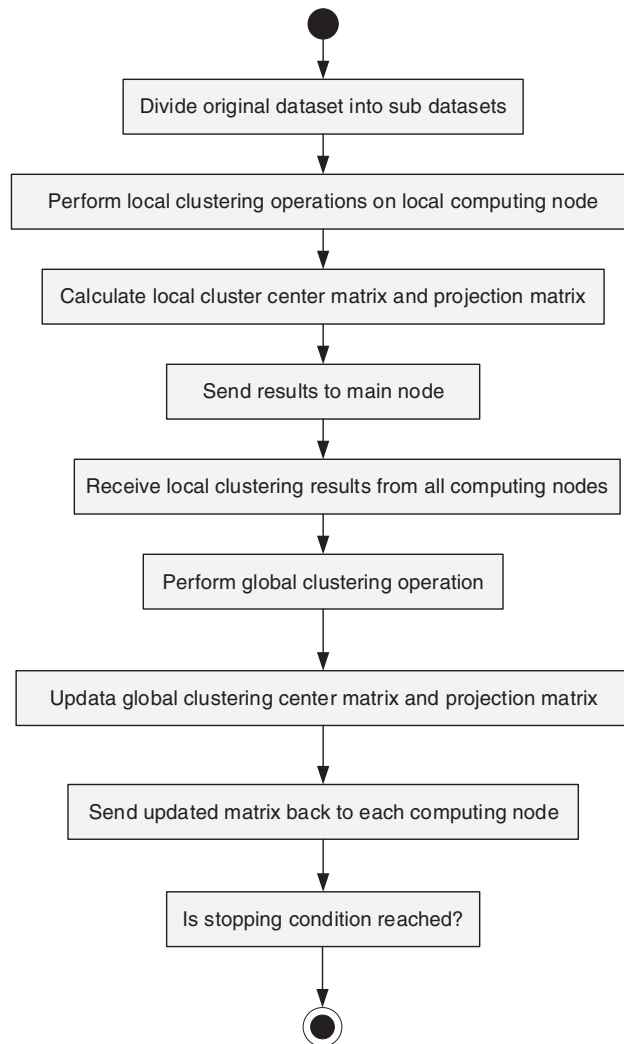 Divide original dataset into sub datasets
Perform local clustering operations on local computing node
Calculate local cluster center matrix and projection matrix
Send results to main node
Receive local clustering results from all computing nodes
Perform global clustering operation
Updata global clustering center matrix and projection matrix
Send updated matrix back to each computing node
Is stopping condition reached?